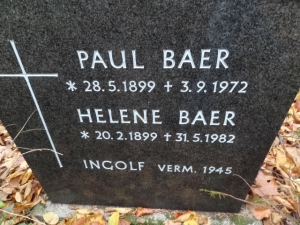 PAUL BAER
* 28.5.1899 + 3.9.1972
HELENE BAER
* 20.2.1899 + 31.5.1982
INGOLF VERM. 1945